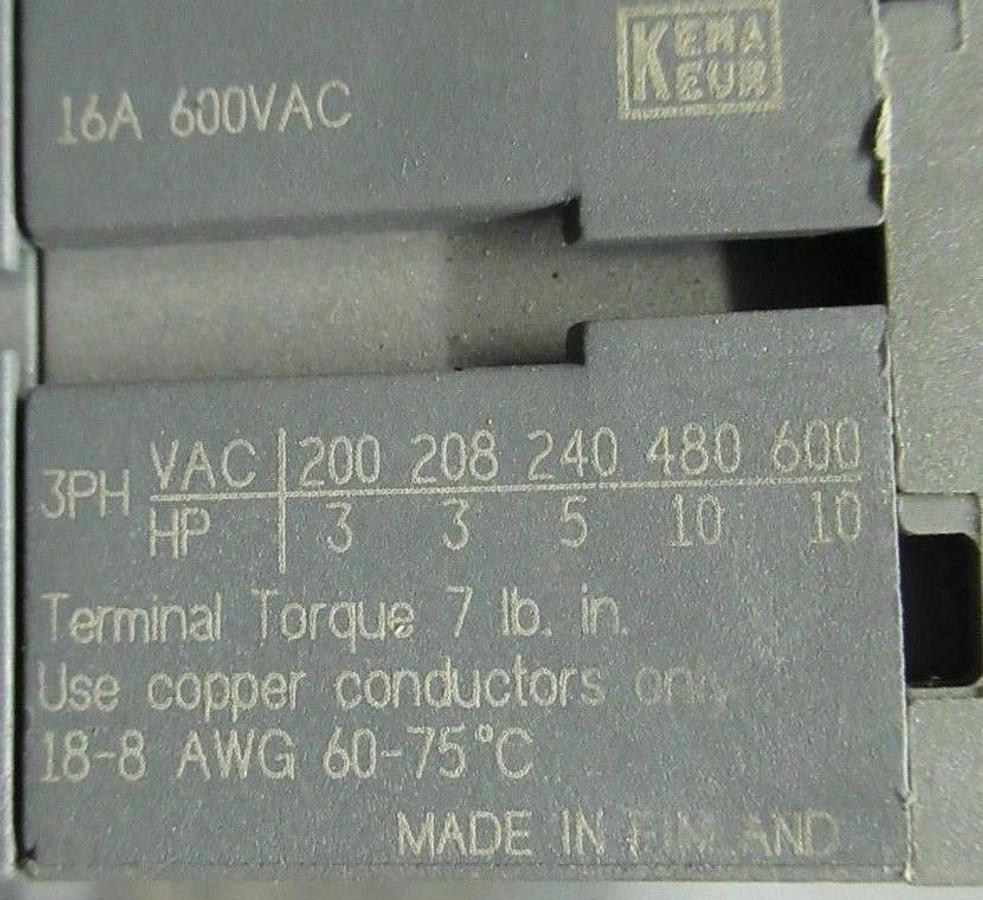 KEMA
KEUR
16A 600VAC
3PH VAC 200 208 240 480 600
HP 3 3 5 10 10
Terminal Torque 7 lb. in.
Use copper conductors only
18-8 AWG 60-75°C
MADE IN FINLAND